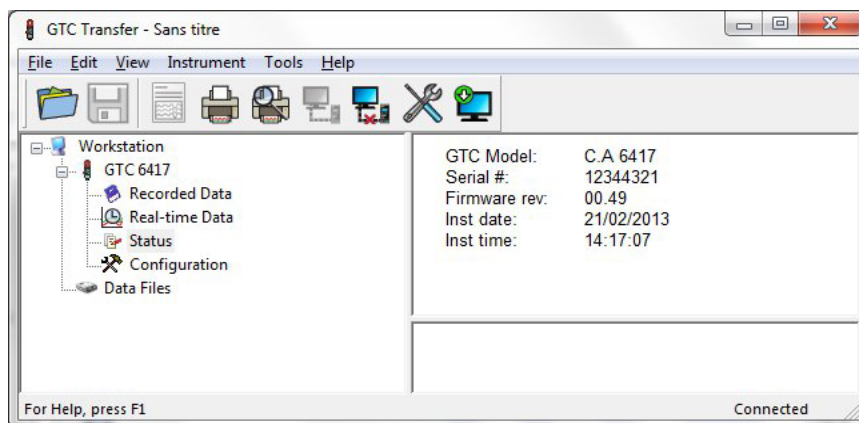 GTC Transfer - Sans titre
File Edit View Instrument Tools Help
Workstation
GTC 6417
Recorded Data
Real-time Data
Status
Configuration
Data Files
GTC Model: C.A 6417
Serial #: 12344321
Firmware rev: 00.49
Inst date: 21/02/2013
Inst time: 14:17:07
For Help, press F1 Connected